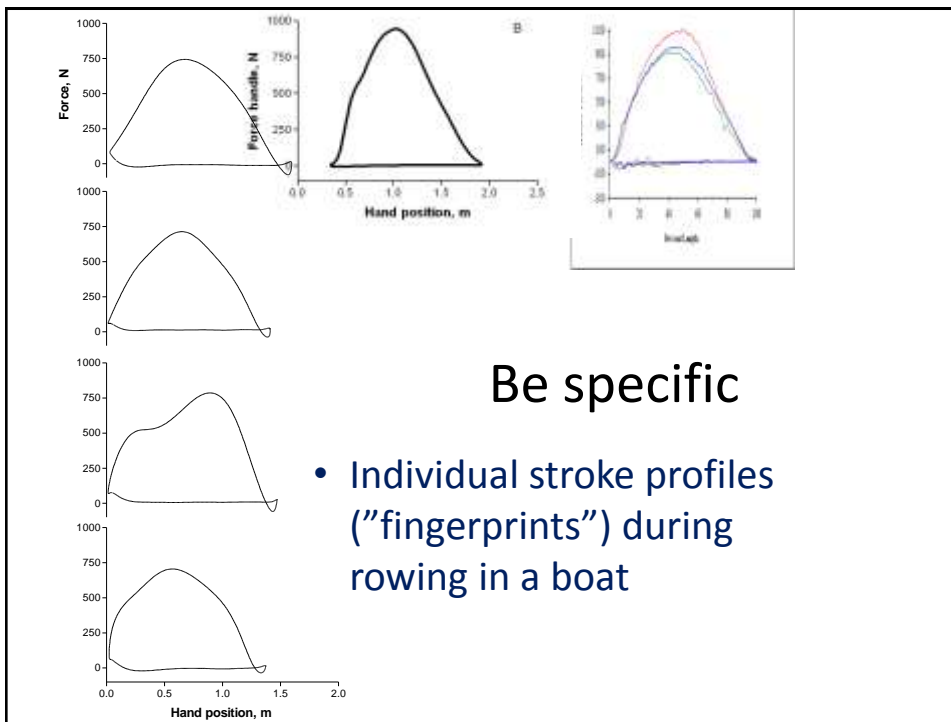 1000
750
500
250
0
Force, N
1000
750
500
250
0
1000
750
500
250
0
1000
750
500
250
0
0.0 0.5 1.0 1.5 2.0
Hand position, m
1000
750
500
250
0
Force handle, N
B
0.0 0.5 1.0 1.5 2.0 2.5
Hand position, m
Be specific
• Individual stroke profiles
(”fingerprints”) during
rowing in a boat